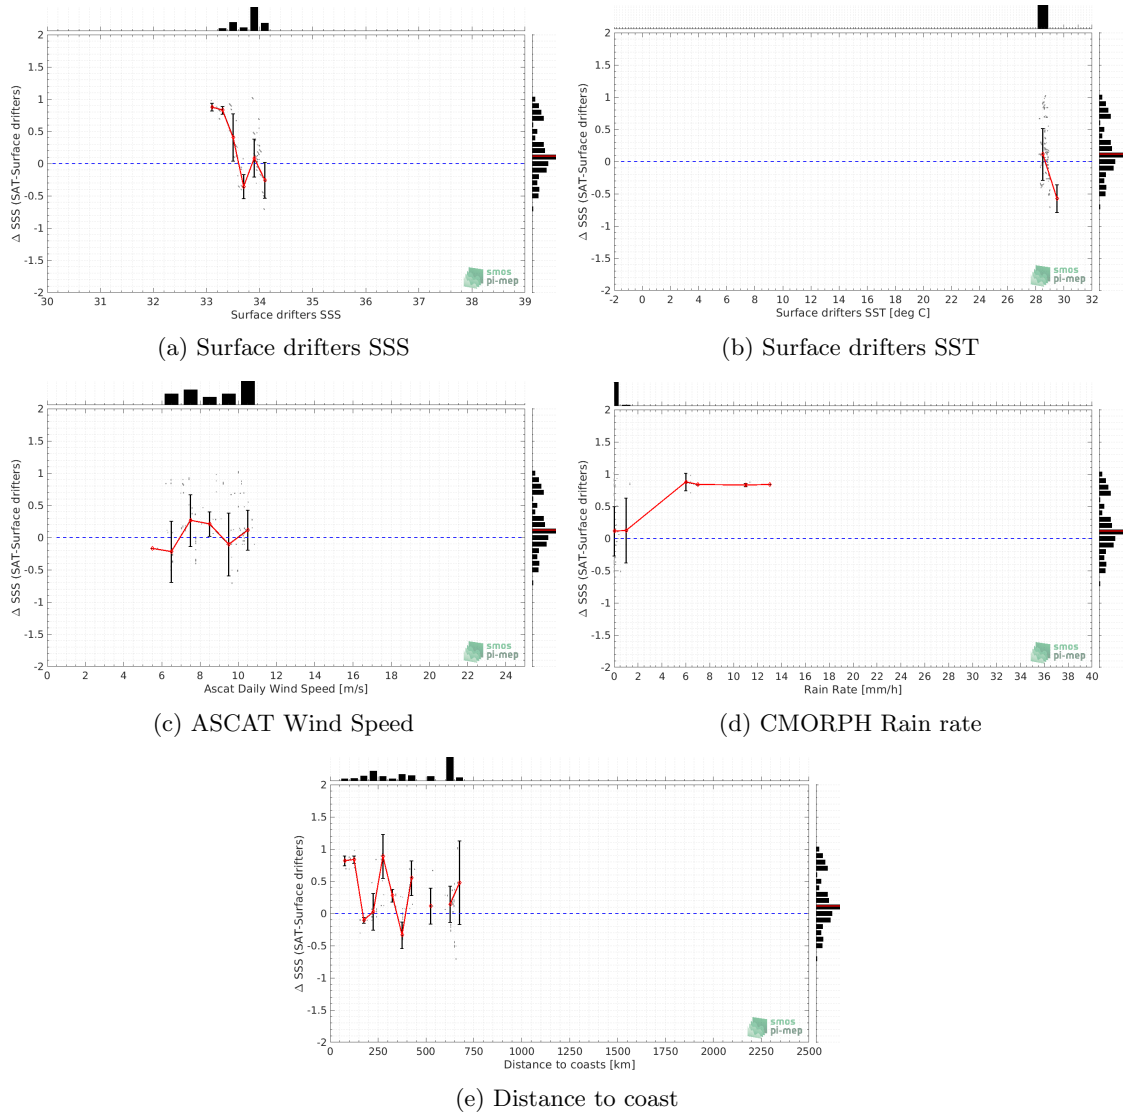 2
1.5
1
0.5
0
-0.5
-1
-1.5
-2
Δ SSS (SAT-Surface drifters)
30 31 32 33 34 35 36 37 38 39
Surface drifters SSS
smos
pi-mep
(a) Surface drifters SSS
2
1.5
1
0.5
0
-0.5
-1
-1.5
-2
Δ SSS (SAT-Surface drifters)
-2 0 2 4 6 8 10 12 14 16 18 20 22 24 26 28 30 32
Surface drifters SST [deg C]
smos
pi-mep
(b) Surface drifters SST
2
1.5
1
0.5
0
-0.5
-1
-1.5
-2
Δ SSS (SAT-Surface drifters)
0 2 4 6 8 10 12 14 16 18 20 22 24
Ascat Daily Wind Speed [m/s]
smos
pi-mep
(c) ASCAT Wind Speed
2
1.5
1
0.5
0
-0.5
-1
-1.5
-2
Δ SSS (SAT-Surface drifters)
0 2 4 6 8 10 12 14 16 18 20 22 24 26 28 30 32 34 36 38 40
Rain Rate [mm/h]
smos
pi-mep
(d) CMORPH Rain rate
2
1.5
1
0.5
0
-0.5
-1
-1.5
-2
Δ SSS (SAT-Surface drifters)
0 250 500 750 1000 1250 1500 1750 2000 2250 2500
Distance to coasts [km]
smos
pi-mep
(e) Distance to coast